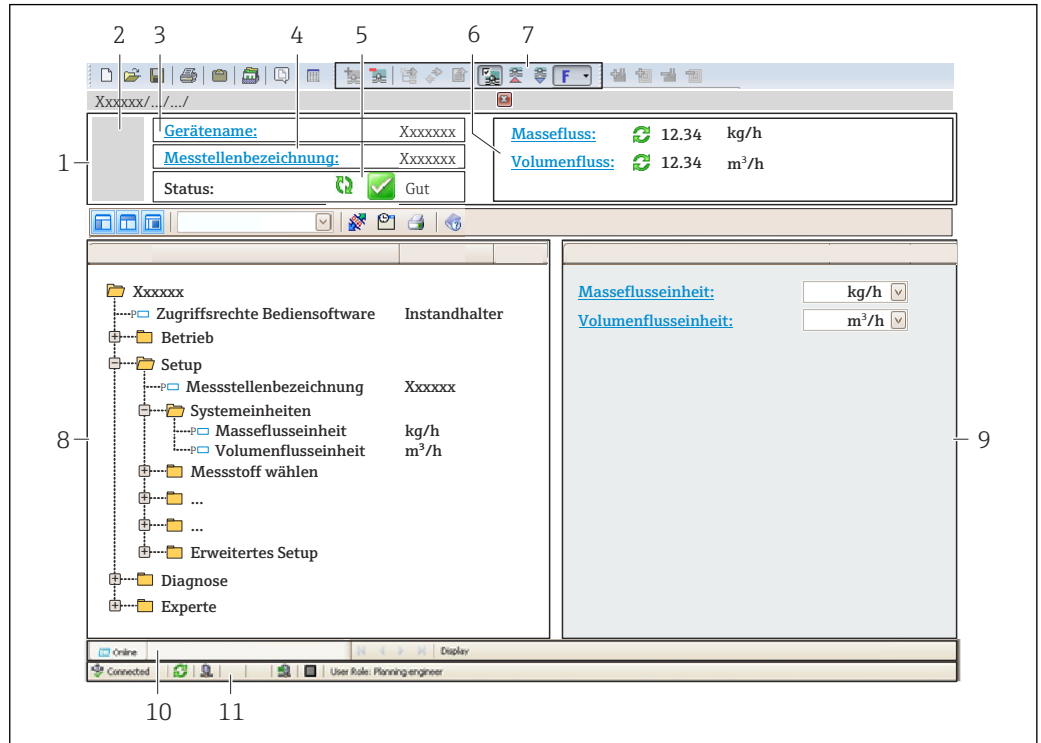 2 3 4 5 6 7
F
Xxxxxx/.../.../
1
Gerätename: Xxxxxxx
Messtellenbezeichnung: Xxxxxxx
Status: Gut
Massefluss: 12.34 kg/h
Volumenfluss: 12.34 m³/h
Xxxxxx
P Zugriffsrechte Bediensoftware Instandhalter
Betrieb
Setup
P Messstellenbezeichnung Xxxxxx
Systemeinheiten
P Masseflusseinheit kg/h
P Volumenflusseinheit m³/h
Messstoff wählen
...
...
Erweitertes Setup
Diagnose
Experte
8
Masseflusseinheit: kg/h
Volumenflusseinheit: m³/h
9
Online Display
Connected User Role: Planning engineer
10 11